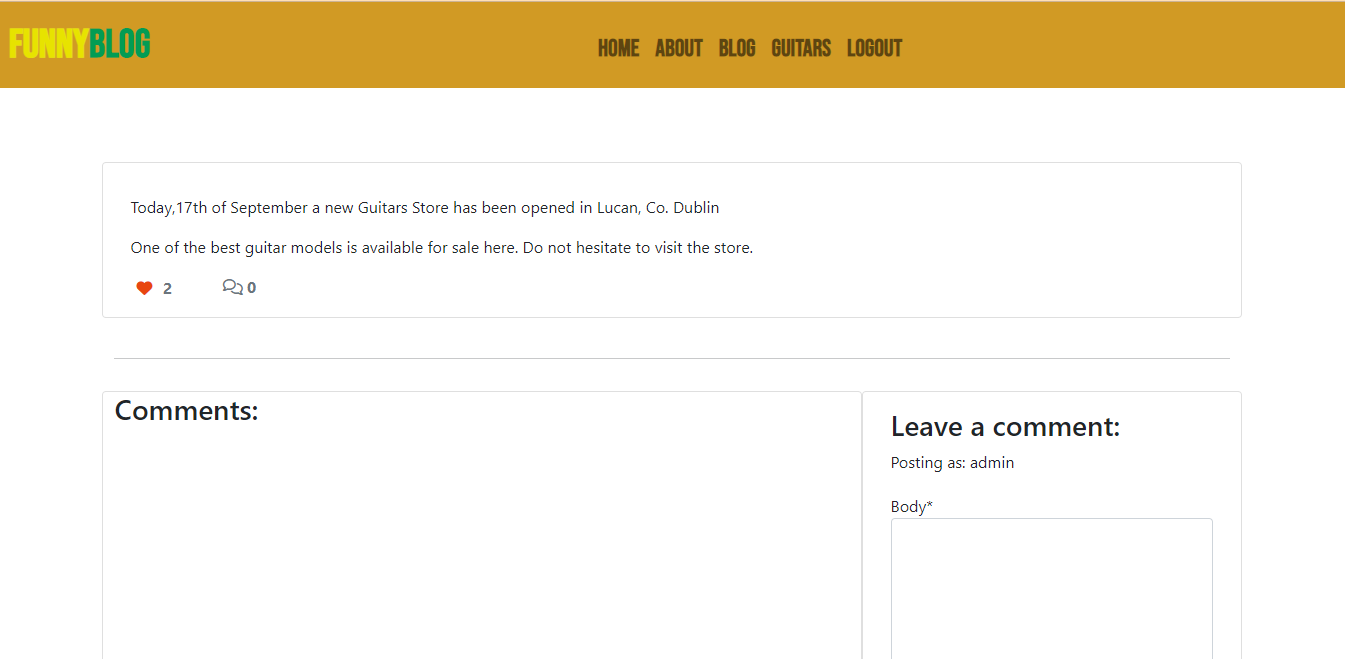 FUNNYBLOG
HOME ABOUT BLOG GUITARS LOGOUT
Today,17th of September a new Guitars Store has been opened in Lucan, Co. Dublin
One of the best guitar models is available for sale here. Do not hesitate to visit the store.
2 0
Comments:
Leave a comment:
Posting as: admin
Body*